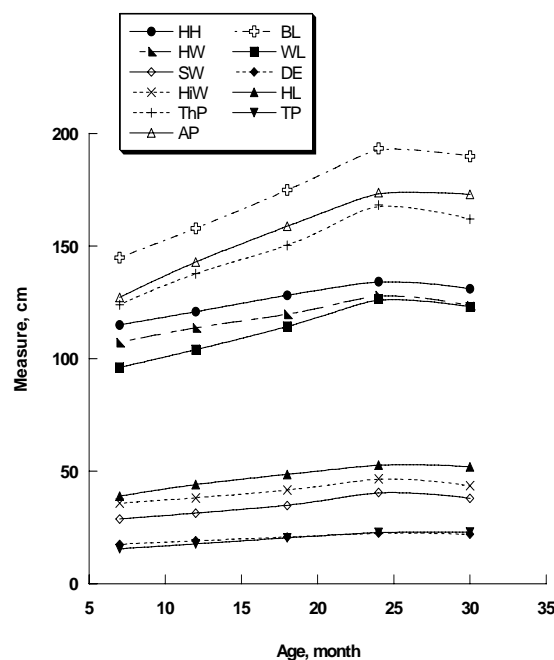 HH BL
HW WL
SW DE
HiW HL
ThP TP
AP
200
150
100
50
0
5 10 15 20 25 30 35
Measure, cm
Age, month